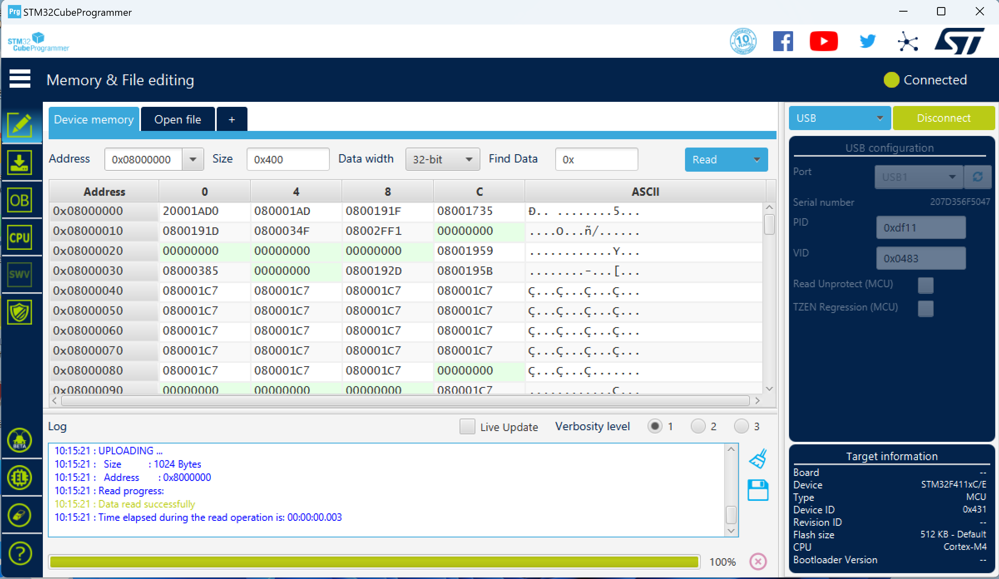 Prg STM32CubeProgrammer
STM32
CubeProgrammer
10 YEARS
ST
Memory & File editing
Connected
Device memory Open file +
USB Disconnect
Address 0x08000000 Size 0x400 Data width 32-bit Find Data 0x Read
Address 0 4 8 C ASCII
0x08000000 20001AD0 080001AD 0800191F 08001735 Ð.. ........5...
0x08000010 0800191D 0800034F 08002FF1 00000000 ....O...ñ/......
0x08000020 00000000 00000000 00000000 08001959 ............Y...
0x08000030 08000385 00000000 0800192D 0800195B ........-...[...
0x08000040 080001C7 080001C7 080001C7 080001C7 Ç...Ç...Ç...Ç...
0x08000050 080001C7 080001C7 080001C7 080001C7 Ç...Ç...Ç...Ç...
0x08000060 080001C7 080001C7 080001C7 080001C7 Ç...Ç...Ç...Ç...
0x08000070 080001C7 080001C7 080001C7 080001C7 Ç...Ç...Ç...Ç...
0x08000080 080001C7 080001C7 080001C7 00000000 Ç...Ç...Ç.......
0x08000090 00000000 00000000 00000000 080001C7 ............Ç...
OB
CPU
SWV
BETA
EL
?
Log Live Update Verbosity level 1 2 3
10:15:21 : UPLOADING ...
10:15:21 : Size : 1024 Bytes
10:15:21 : Address : 0x8000000
10:15:21 : Read progress:
10:15:21 : Data read successfully
10:15:21 : Time elapsed during the read operation is: 00:00:00.003
100%
USB configuration
Port USB1
Serial number 207D356F5047
PID 0xdf11
VID 0x0483
Read Unprotect (MCU)
TZEN Regression (MCU)
Target information
Board --
Device STM32F411xC/E
Type MCU
Device ID 0x431
Revision ID --
Flash size 512 KB - Default
CPU Cortex-M4
Bootloader Version --